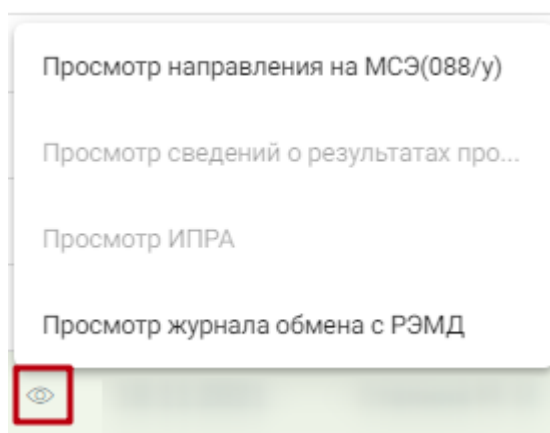 Просмотр направления на МСЭ(088/у)
Просмотр сведений о результатах про...
Просмотр ИПРА
Просмотр журнала обмена с РЭМД